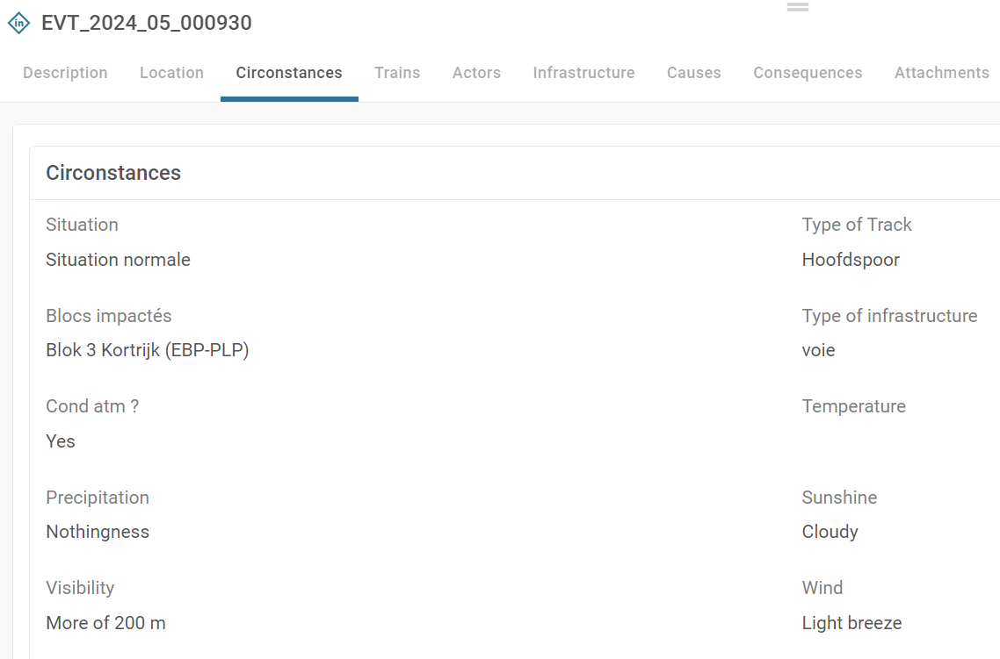 in
EVT_2024_05_000930
Description Location Circonstances Trains Actors Infrastructure Causes Consequences Attachments
Circonstances
Situation Type of Track
Situation normale Hoofdspoor
Blocs impactés Type of infrastructure
Blok 3 Kortrijk (EBP-PLP) voie
Cond atm ? Temperature
Yes
Precipitation Sunshine
Nothingness Cloudy
Visibility Wind
More of 200 m Light breeze